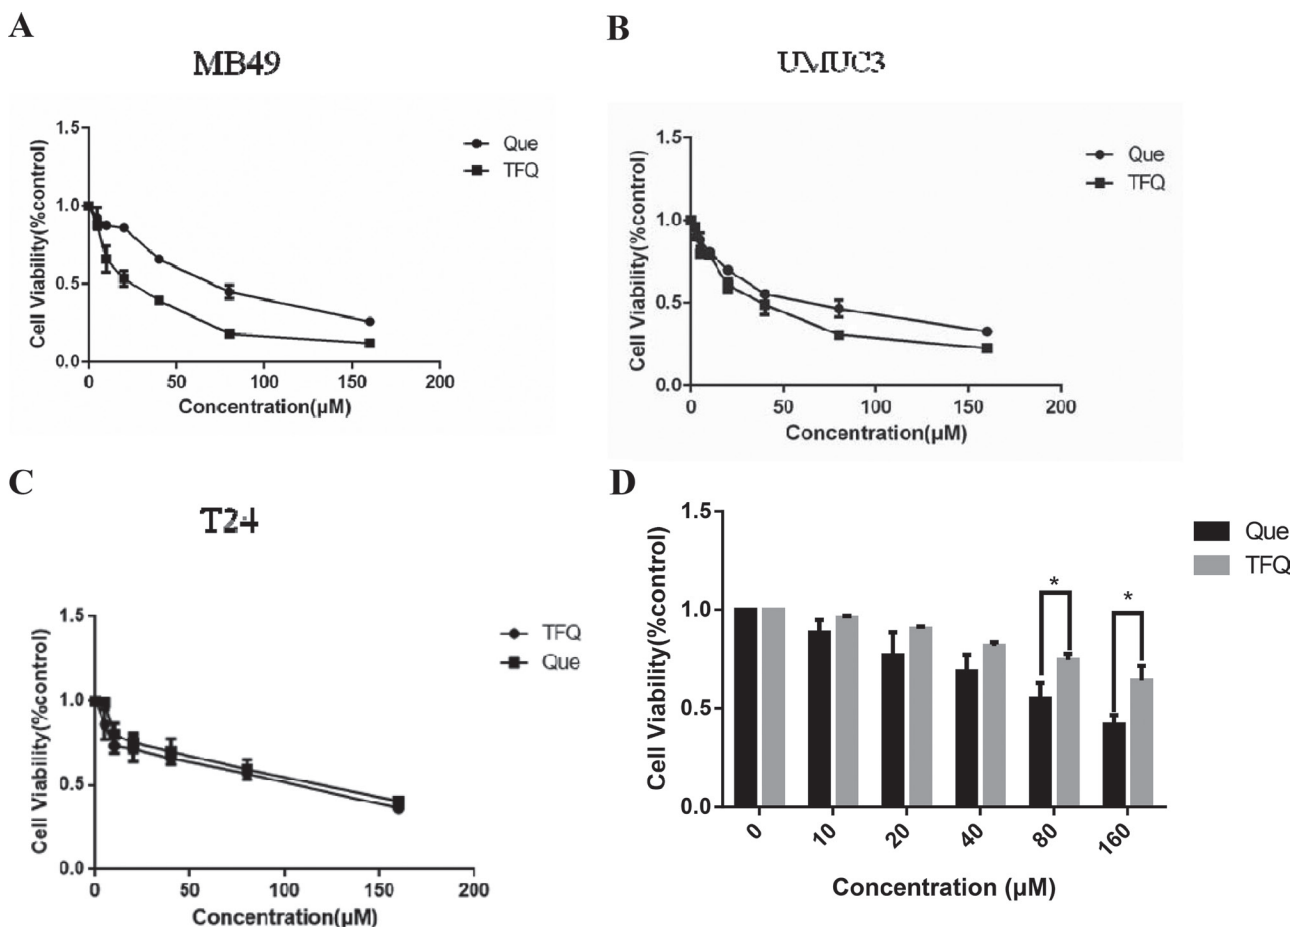 A
MB49
Cell Viability(%control)
1.5
1.0
0.5
0.0
0 50 100 150 200
Concentration(µM)
Que
TFQ
B
UMUC3
Cell Viability(%control)
1.5
1.0
0.5
0.0
0 50 100 150 200
Concentration(µM)
Que
TFQ
C
T24
Cell Viability(%control)
1.5
1.0
0.5
0.0
0 50 100 150 200
Concentration(µM)
TFQ
Que
D
Cell Viability(%control)
1.5
1.0
0.5
0.0
* *
0 10 20 40 80 160
Concentration (µM)
Que
TFQ